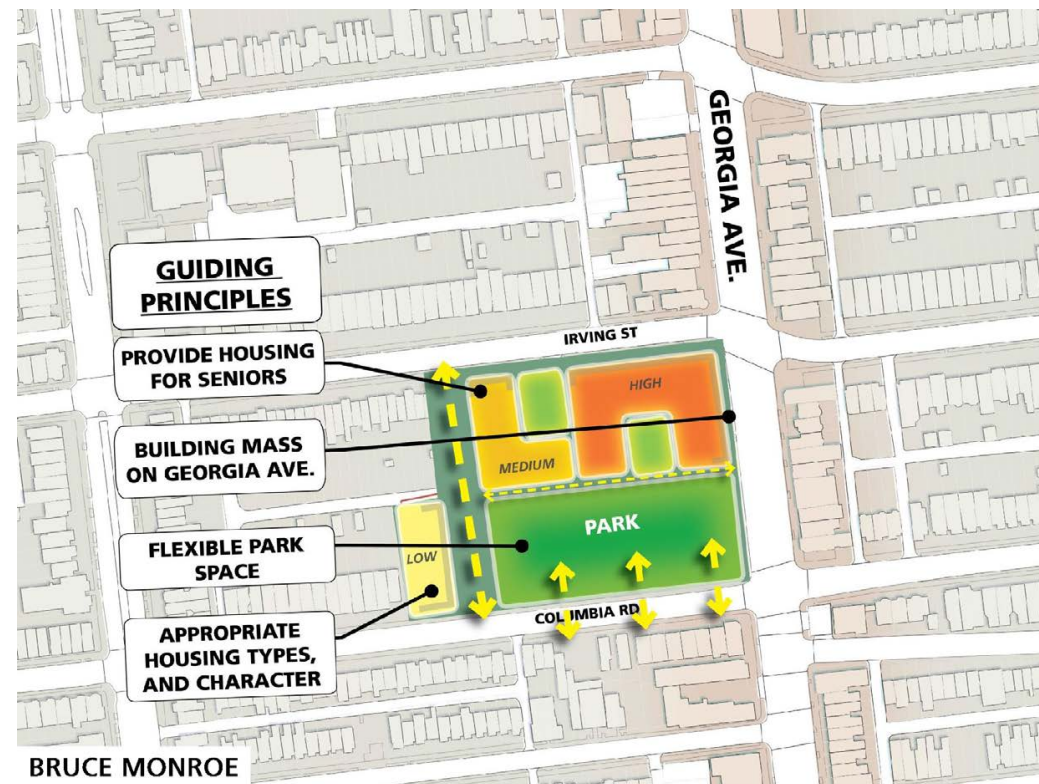 GEORGIA AVE.
GUIDING
PRINCIPLES
IRVING ST
PROVIDE HOUSING
FOR SENIORS
HIGH
BUILDING MASS
ON GEORGIA AVE.
MEDIUM
PARK
FLEXIBLE PARK
SPACE
LOW
COLUMBIA RD
APPROPRIATE
HOUSING TYPES,
AND CHARACTER
BRUCE MONROE